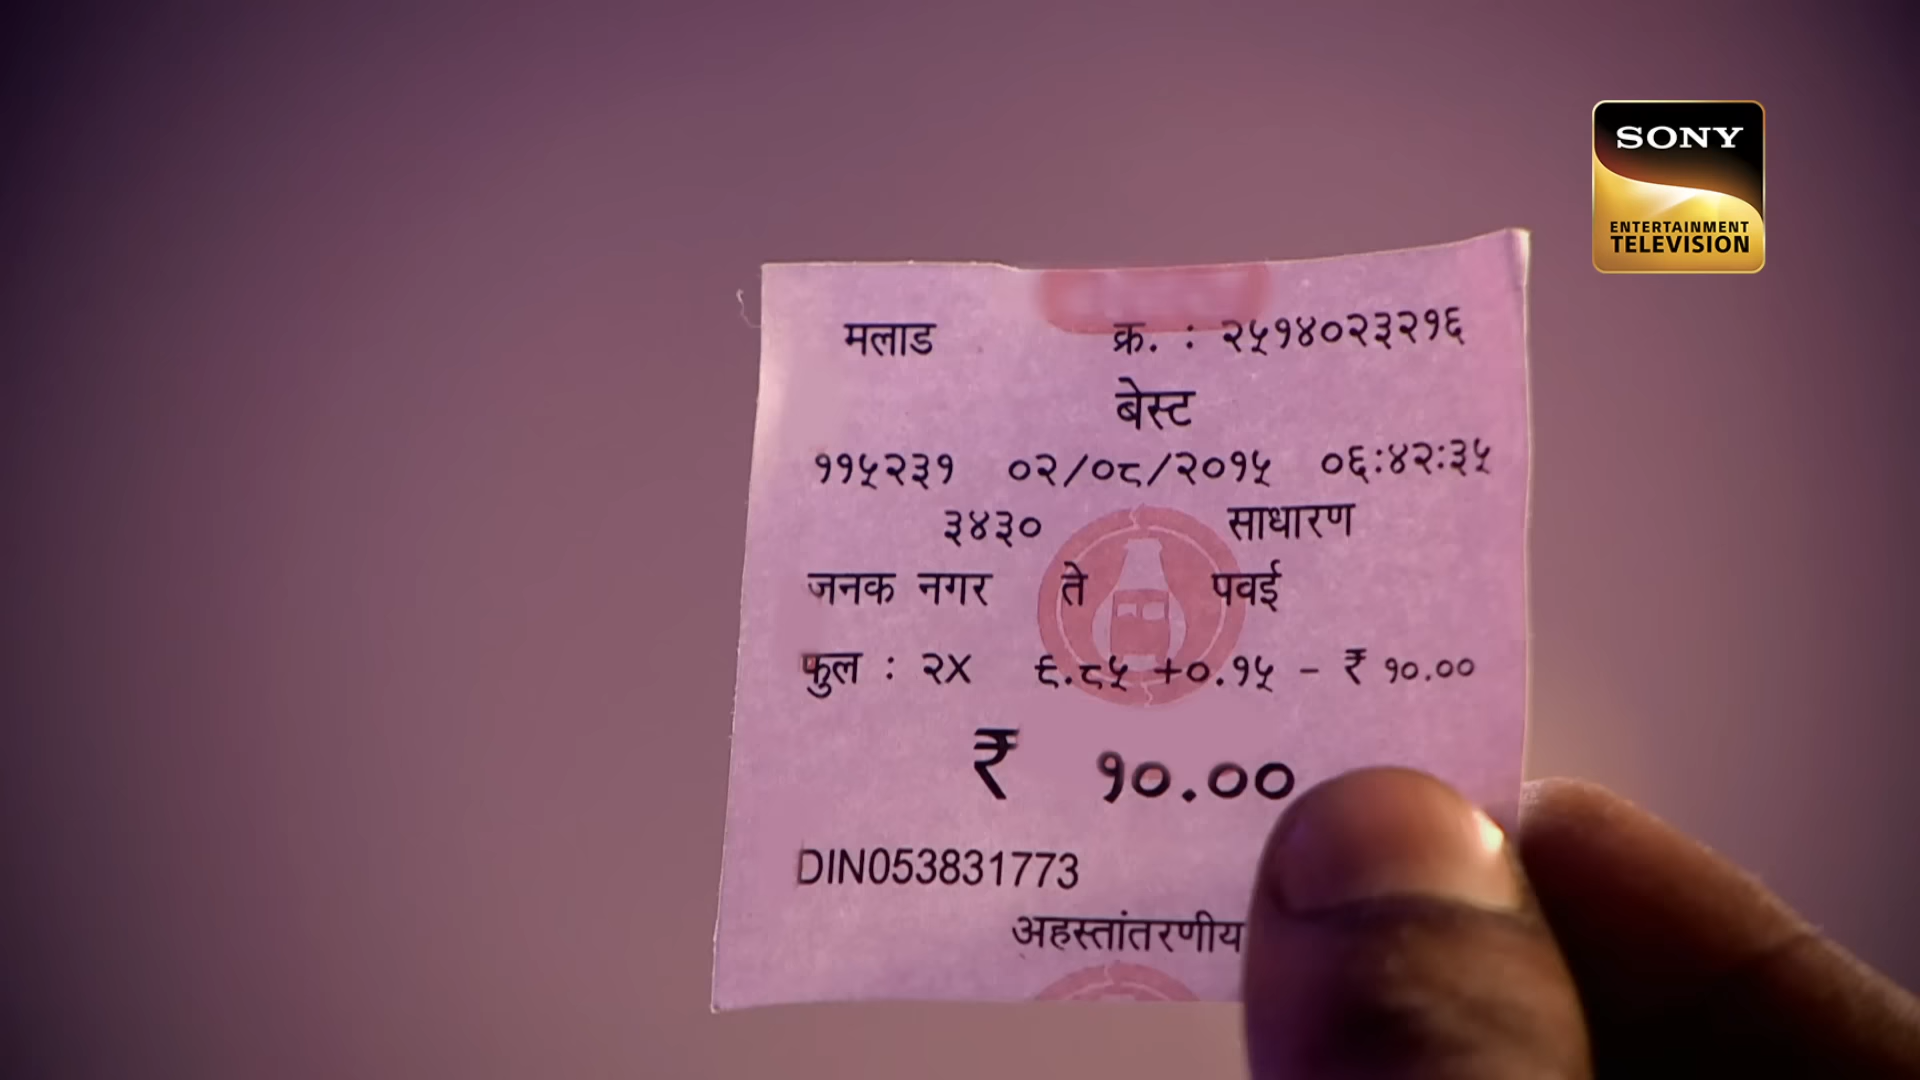 SONY
ENTERTAINMENT
TELEVISION
मलाड क्र. : २५१४०२३२१६
बेस्ट
११५२३१ ०२/०८/२०१५ ०६:४२:३५
३४३० साधारण
जनक नगर ते पवई
फुल : २X ९.८५ +०.१५ - ₹ १०.००
₹ १०.००
DIN053831773
अहस्तांतरणीय